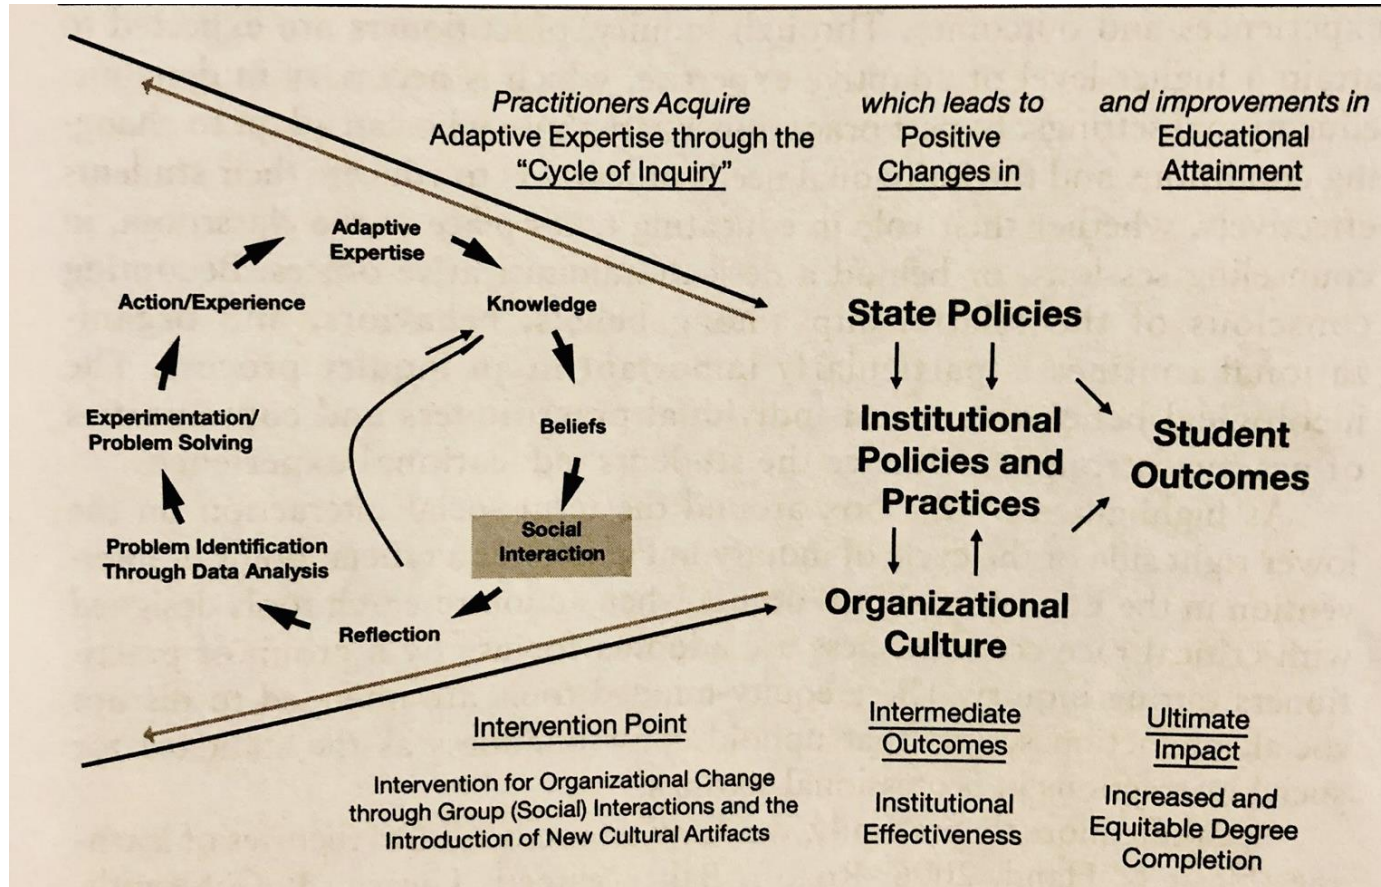 Practitioners Acquire
Adaptive Expertise through the
“Cycle of Inquiry”
which leads to
Positive
Changes in
and improvements in
Educational
Attainment
Adaptive
Expertise
Knowledge
Beliefs
Social
Interaction
Reflection
Problem Identification
Through Data Analysis
Experimentation/
Problem Solving
Action/Experience
State Policies
Institutional
Policies and
Practices
Organizational
Culture
Student
Outcomes
Intervention Point
Intervention for Organizational Change
through Group (Social) Interactions and the
Introduction of New Cultural Artifacts
Intermediate
Outcomes
Institutional
Effectiveness
Ultimate
Impact
Increased and
Equitable Degree
Completion